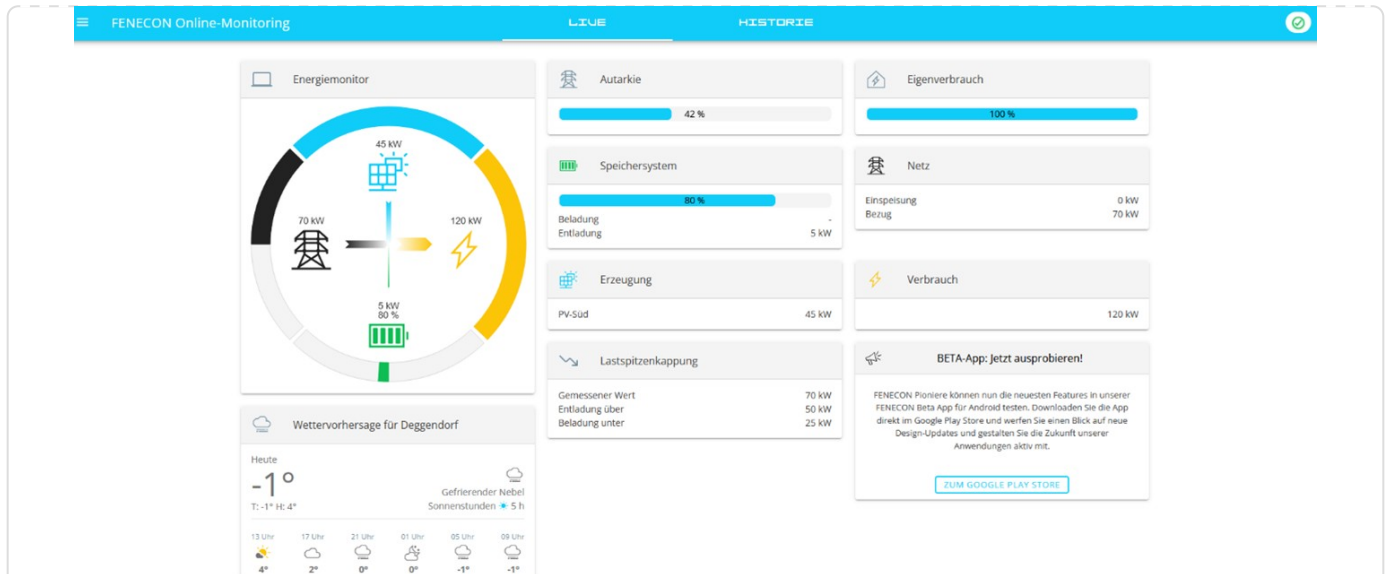 FENECON Online-Monitoring
LIVE
HISTORIE
Energiemonitor
45 kW
70 kW
120 kW
5 kW
80 %
Wettervorhersage für Deggendorf
Heute
-1°
Gefrierender Nebel
T: -1° H: 4°
Sonnenstunden 5 h
13 Uhr 17 Uhr 21 Uhr 01 Uhr 05 Uhr 09 Uhr
4° 2° 0° 0° -1° -1°
Autarkie
42 %
Speichersystem
80 %
Beladung -
Entladung 5 kW
Erzeugung
PV-Süd 45 kW
Lastspitzenkappung
Gemessener Wert 70 kW
Entladung über 50 kW
Beladung unter 25 kW
Eigenverbrauch
100 %
Netz
Einspeisung 0 kW
Bezug 70 kW
Verbrauch
120 kW
BETA-App: Jetzt ausprobieren!
FENECON Pioniere können nun die neuesten Features in unserer
FENECON Beta App für Android testen. Downloaden Sie die App
direkt im Google Play Store und werfen Sie einen Blick auf neue
Design-Updates und gestalten Sie die Zukunft unserer
Anwendungen aktiv mit.
ZUM GOOGLE PLAY STORE